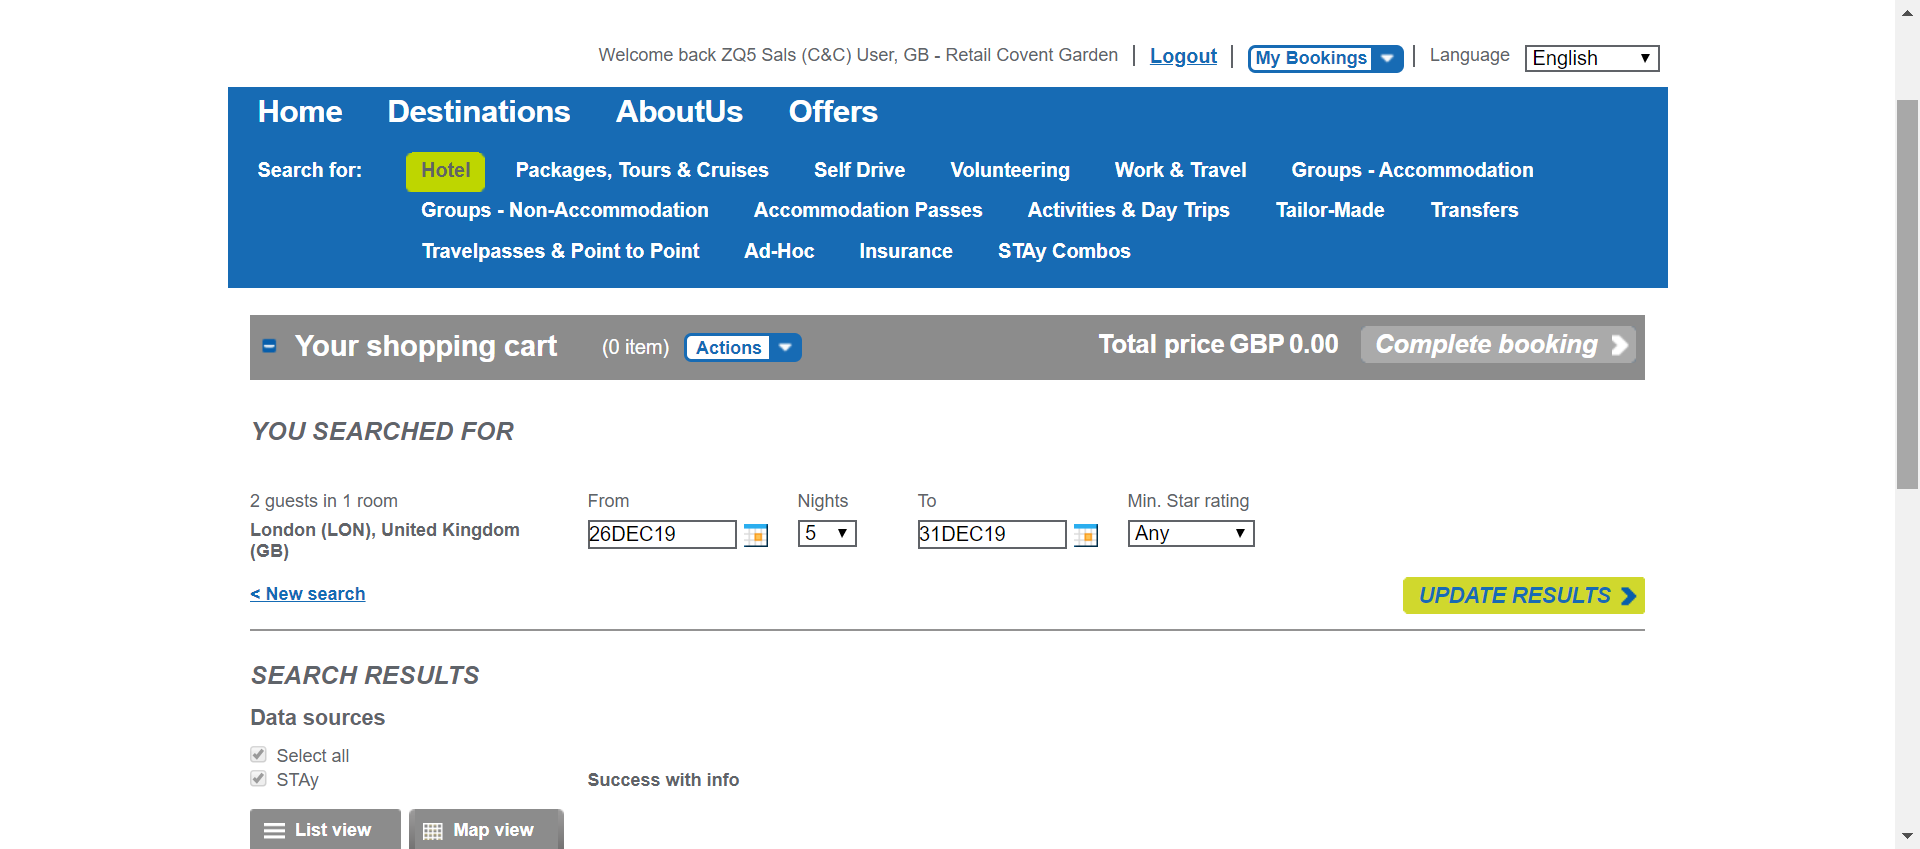 Welcome back ZQ5 Sals (C&C) User, GB - Retail Covent Garden Logout My Bookings Language English
Home Destinations AboutUs Offers
Search for: Hotel Packages, Tours & Cruises Self Drive Volunteering Work & Travel Groups - Accommodation
Groups - Non-Accommodation Accommodation Passes Activities & Day Trips Tailor-Made Transfers
Travelpasses & Point to Point Ad-Hoc Insurance STAy Combos
Your shopping cart (0 item) Actions Total price GBP 0.00 Complete booking
YOU SEARCHED FOR
2 guests in 1 room From Nights To Min. Star rating
London (LON), United Kingdom 26DEC19 5 31DEC19 Any
(GB)
< New search UPDATE RESULTS
SEARCH RESULTS
Data sources
Select all
STAy Success with info
List view Map view